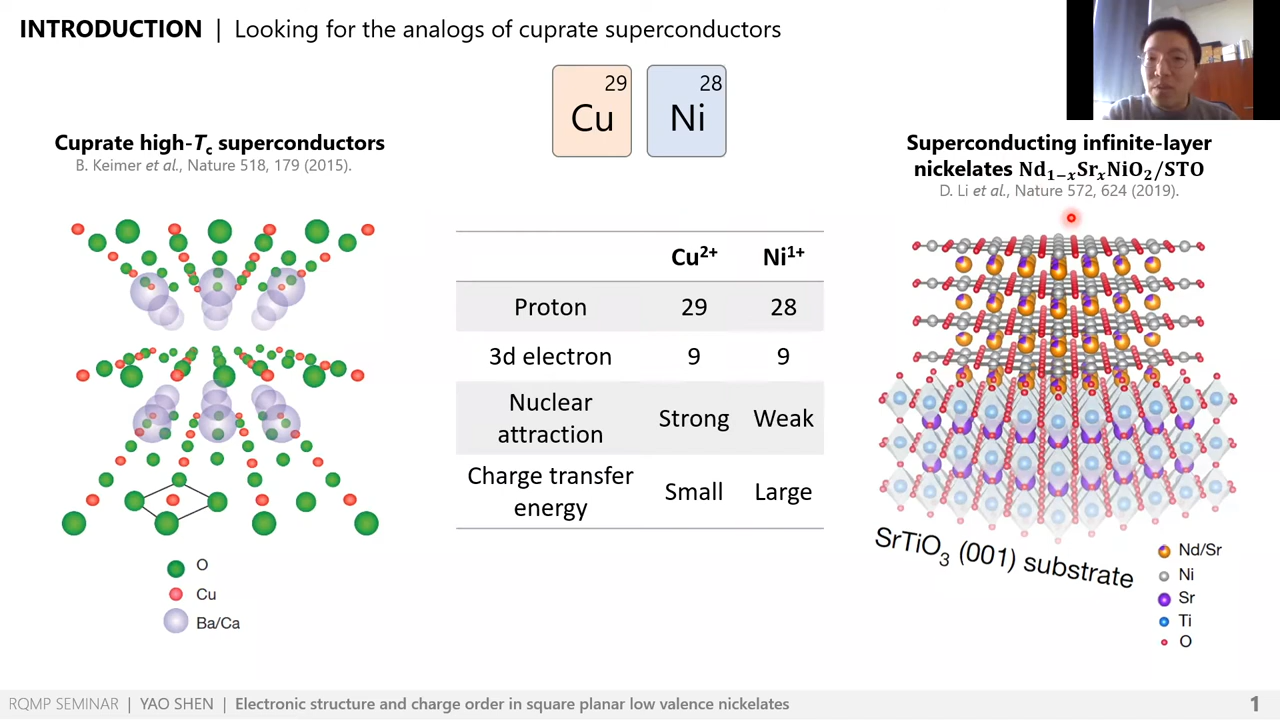 INTRODUCTION | Looking for the analogs of cuprate superconductors
29
Cu
28
Ni
Cuprate high-Tc superconductors
B. Keimer et al., Nature 518, 179 (2015).
O
Cu
Ba/Ca
Cu2+ Ni1+
Proton 29 28
3d electron 9 9
Nuclear
attraction Strong Weak
Charge transfer
energy Small Large
Superconducting infinite-layer
nickelates Nd1−xSrxNiO2/STO
D. Li et al., Nature 572, 624 (2019).
SrTiO3 (001) substrate
Nd/Sr
Ni
Sr
Ti
O
RQMP SEMINAR | YAO SHEN | Electronic structure and charge order in square planar low valence nickelates 1